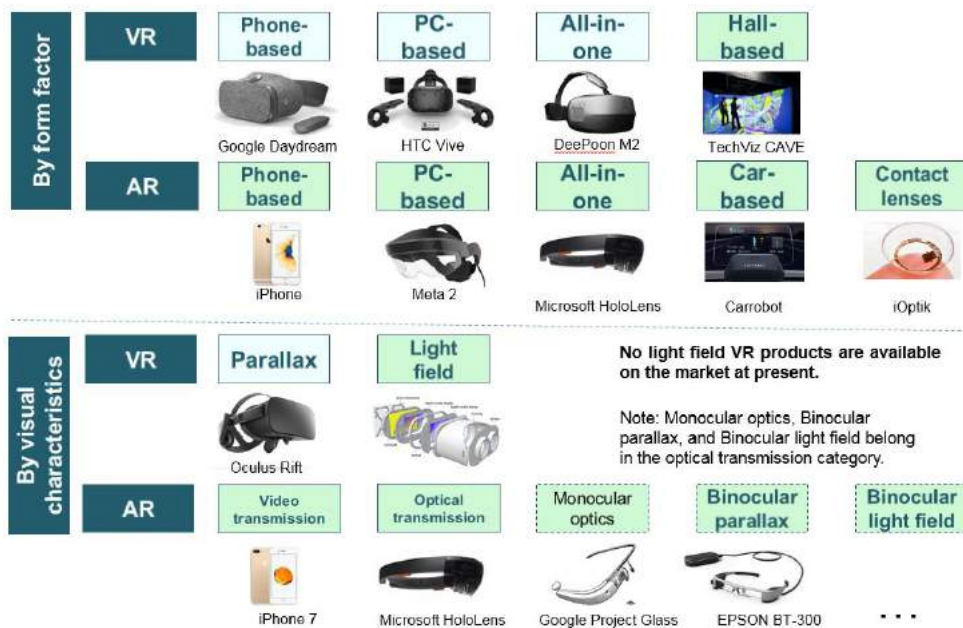 By form factor
VR
Phone-
based
PC-
based
All-in-
one
Hall-
based
Google Daydream
HTC Vive
DeePoon M2
TechViz CAVE
AR
Phone-
based
PC-
based
All-in-
one
Car-
based
Contact
lenses
iPhone
Meta 2
Microsoft HoloLens
Carrobot
iOptik
By visual
characteristics
VR
Parallax
Light
field
No light field VR products are available
on the market at present.
Note: Monocular optics, Binocular
parallax, and Binocular light field belong
in the optical transmission category.
Oculus Rift
AR
Video
transmission
Optical
transmission
Monocular
optics
Binocular
parallax
Binocular
light field
iPhone 7
Microsoft HoloLens
Google Project Glass
EPSON BT-300
...